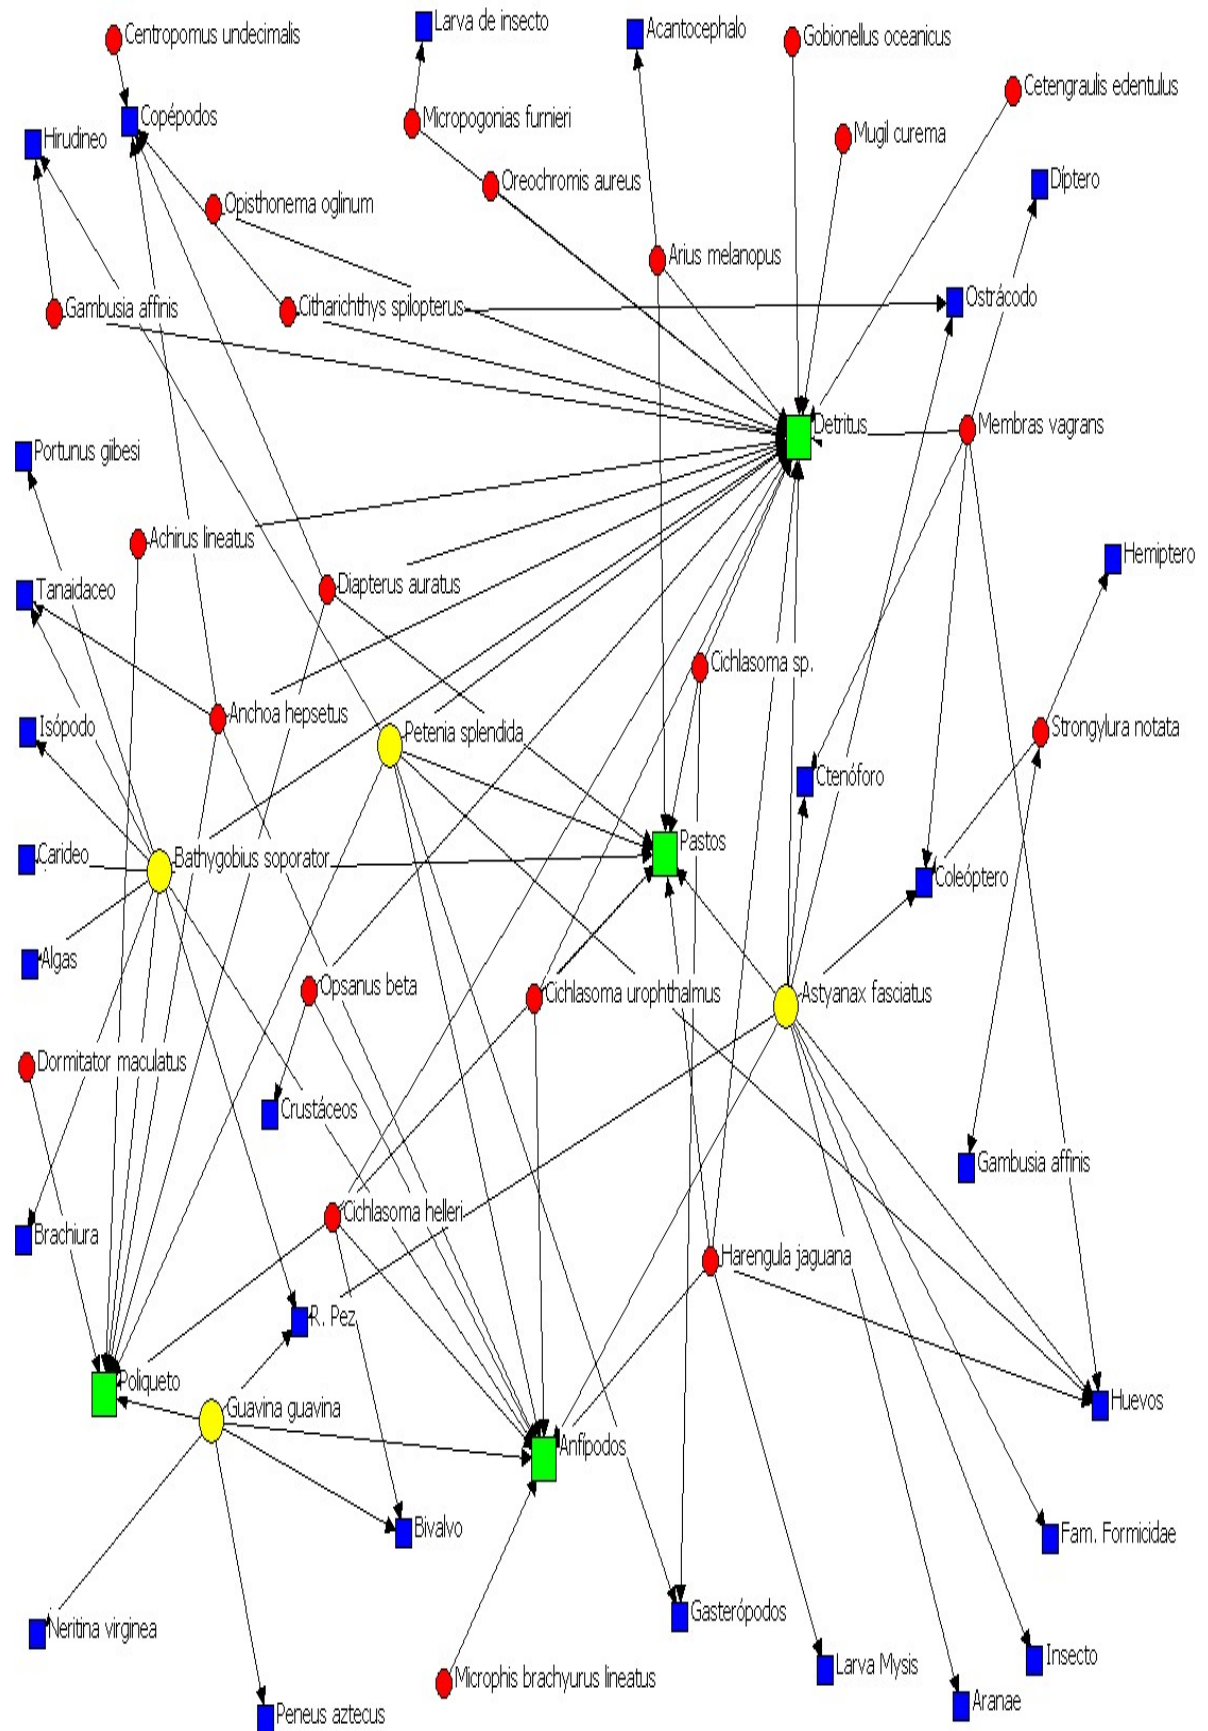 Larva de insecto
Acantocephalo
Centropomus undecimalis
Gobionellus oceanicus
Cetengraulis edentulus
Copépodos
Micropogonias furnieri
Hirudineo
Mugil curema
Oreochromis aureus
Díptero
Opisthonema oglinum
Arius melanopus
Ostrácodo
Gambusia affinis
Citharichthys spilopterus
Detritus
Membras vagrans
Portunus gibesi
Achirus lineatus
Hemiptero
Tanaidaceo
Diapterus auratus
Cichlasoma sp.
Anchoa hepsetus
Isópodo
Petenia splendida
Strongylura notata
Ctenóforo
Pastos
Carideo
Bathygobius soporator
Coleóptero
Algas
Opsanus beta
Cichlasoma urophthalmus
Astyanax fasciatus
Dormitator maculatus
Crustáceos
Gambusia affinis
Cichlasoma helleri
Brachiura
Harengula jaguana
R. Pez
Poliqueto
Guavina guavina
Huevos
Anfípodos
Bivalvo
Fam. Formicidae
Gasterópodos
Neritina virginea
Insecto
Larva Mysis
Microphis brachyurus lineatus
Aranae
Peneus aztecus